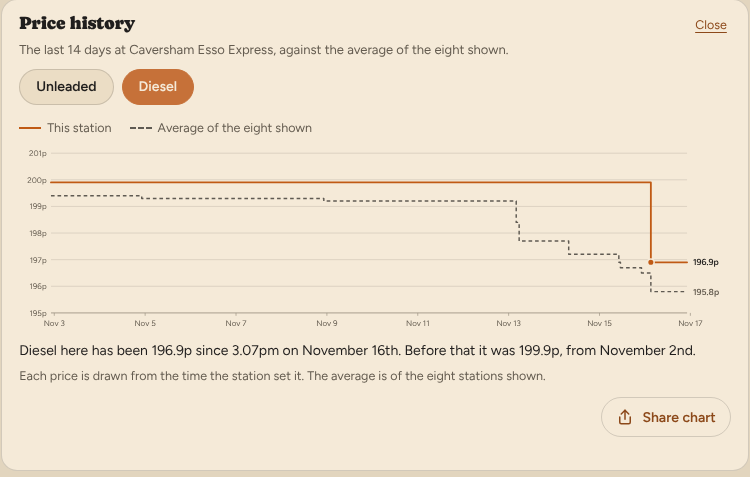 Price history
Close
The last 14 days at Caversham Esso Express, against the average of the eight shown.
Unleaded
Diesel
This station
Average of the eight shown
201p
200p
199p
198p
197p
196p
195p
196.9p
195.8p
Nov 3
Nov 5
Nov 7
Nov 9
Nov 11
Nov 13
Nov 15
Nov 17
Diesel here has been 196.9p since 3.07pm on November 16th. Before that it was 199.9p, from November 2nd.
Each price is drawn from the time the station set it. The average is of the eight stations shown.
Share chart